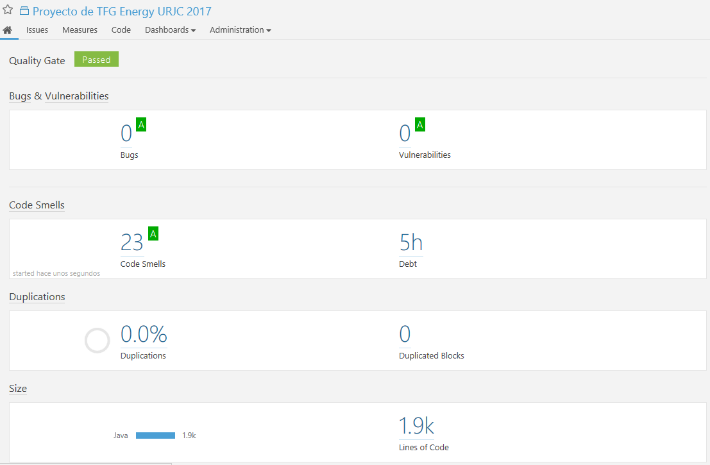 Proyecto de TFG Energy URJC 2017
Issues Measures Code Dashboards Administration
Quality Gate Passed
Bugs & Vulnerabilities
0 A 0 A
Bugs Vulnerabilities
Code Smells
23 A 5h
Code Smells Debt
started hace unos segundos
Duplications
0.0% 0
Duplications Duplicated Blocks
Size
Java 1.9k 1.9k
Lines of Code